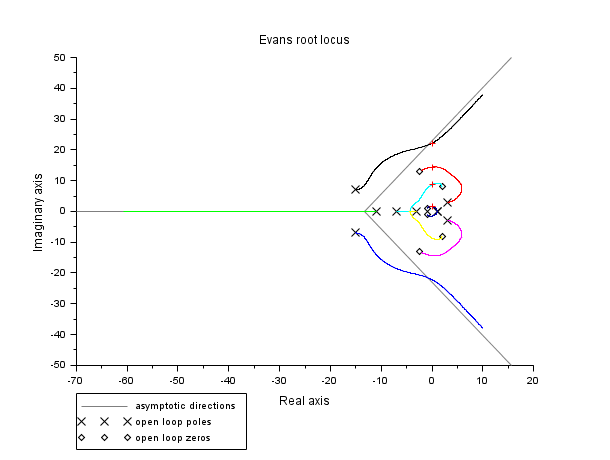 Evans root locus
50
40
30
20
10
0
-10
-20
-30
-40
-50
Imaginary axis
-70 -60 -50 -40 -30 -20 -10 0 10 20
Real axis
asymptotic directions
open loop poles
open loop zeros